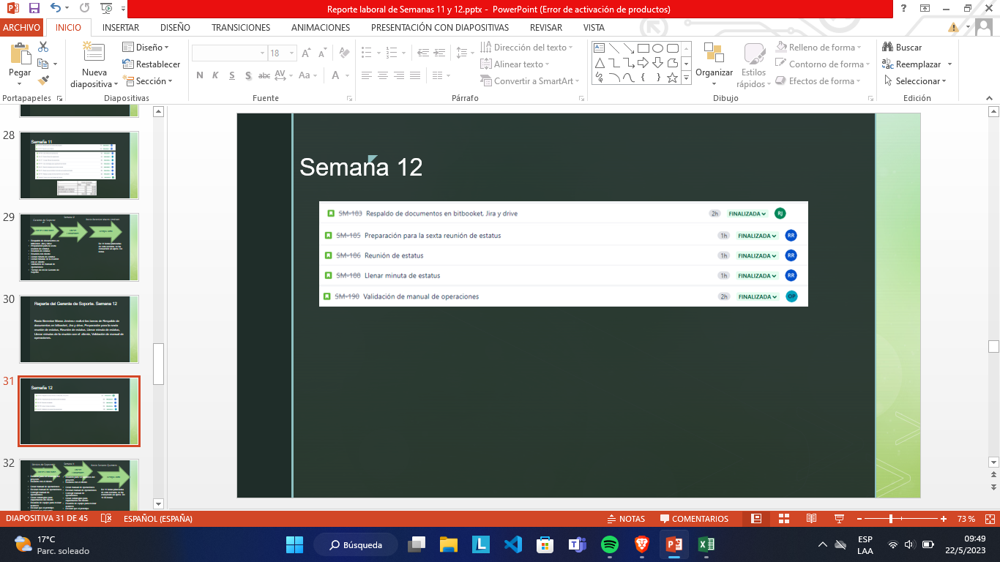 Reporte laboral de Semanas 11 y 12.pptx - PowerPoint (Error de activación de productos)
ARCHIVO INICIO INSERTAR DISEÑO TRANSICIONES ANIMACIONES PRESENTACIÓN CON DIAPOSITIVAS REVISAR VISTA
Pegar
Nueva diapositiva
Diseño
Restablecer
Sección
18
N K S S abc AV Aa A
Dirección del texto
Alinear texto
Convertir a SmartArt
Organizar
Estilos rápidos
Relleno de forma
Contorno de forma
Efectos de forma
Buscar
Reemplazar
Seleccionar
Portapapeles Diapositivas Fuente Párrafo Dibujo Edición
28
Semana 11
29
30
Reporte del Gerente de Soporte. Semana 12
31
Semana 12
32
Semana 12
SM-183 Respaldo de documentos en bitbooket, Jira y drive 2h FINALIZADA RJ
SM-185 Preparación para la sexta reunión de estatus 1h FINALIZADA RR
SM-186 Reunión de estatus 1h FINALIZADA RR
SM-188 Llenar minuta de estatus 1h FINALIZADA RR
SM-190 Validación de manual de operaciones 2h FINALIZADA OP
DIAPOSITIVA 31 DE 45 ESPAÑOL (ESPAÑA) NOTAS COMENTARIOS 73 %
17°C
Parc. soleado
Búsqueda
ESP
LAA
09:49
22/5/2023